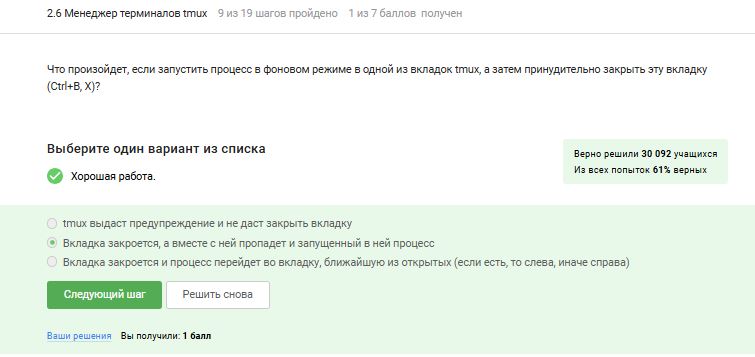 2.6 Менеджер терминалов tmux 9 из 19 шагов пройдено 1 из 7 баллов получен
Что произойдет, если запустить процесс в фоновом режиме в одной из вкладок tmux, а затем принудительно закрыть эту вкладку
(Ctrl+B, X)?
Выберите один вариант из списка
Верно решили 30 092 учащихся
Из всех попыток 61% верных
Хорошая работа.
tmux выдаст предупреждение и не даст закрыть вкладку
Вкладка закроется, а вместе с ней пропадет и запущенный в ней процесс
Вкладка закроется и процесс перейдет во вкладку, ближайшую из открытых (если есть, то слева, иначе справа)
Следующий шаг Решить снова
Ваши решения Вы получили: 1 балл